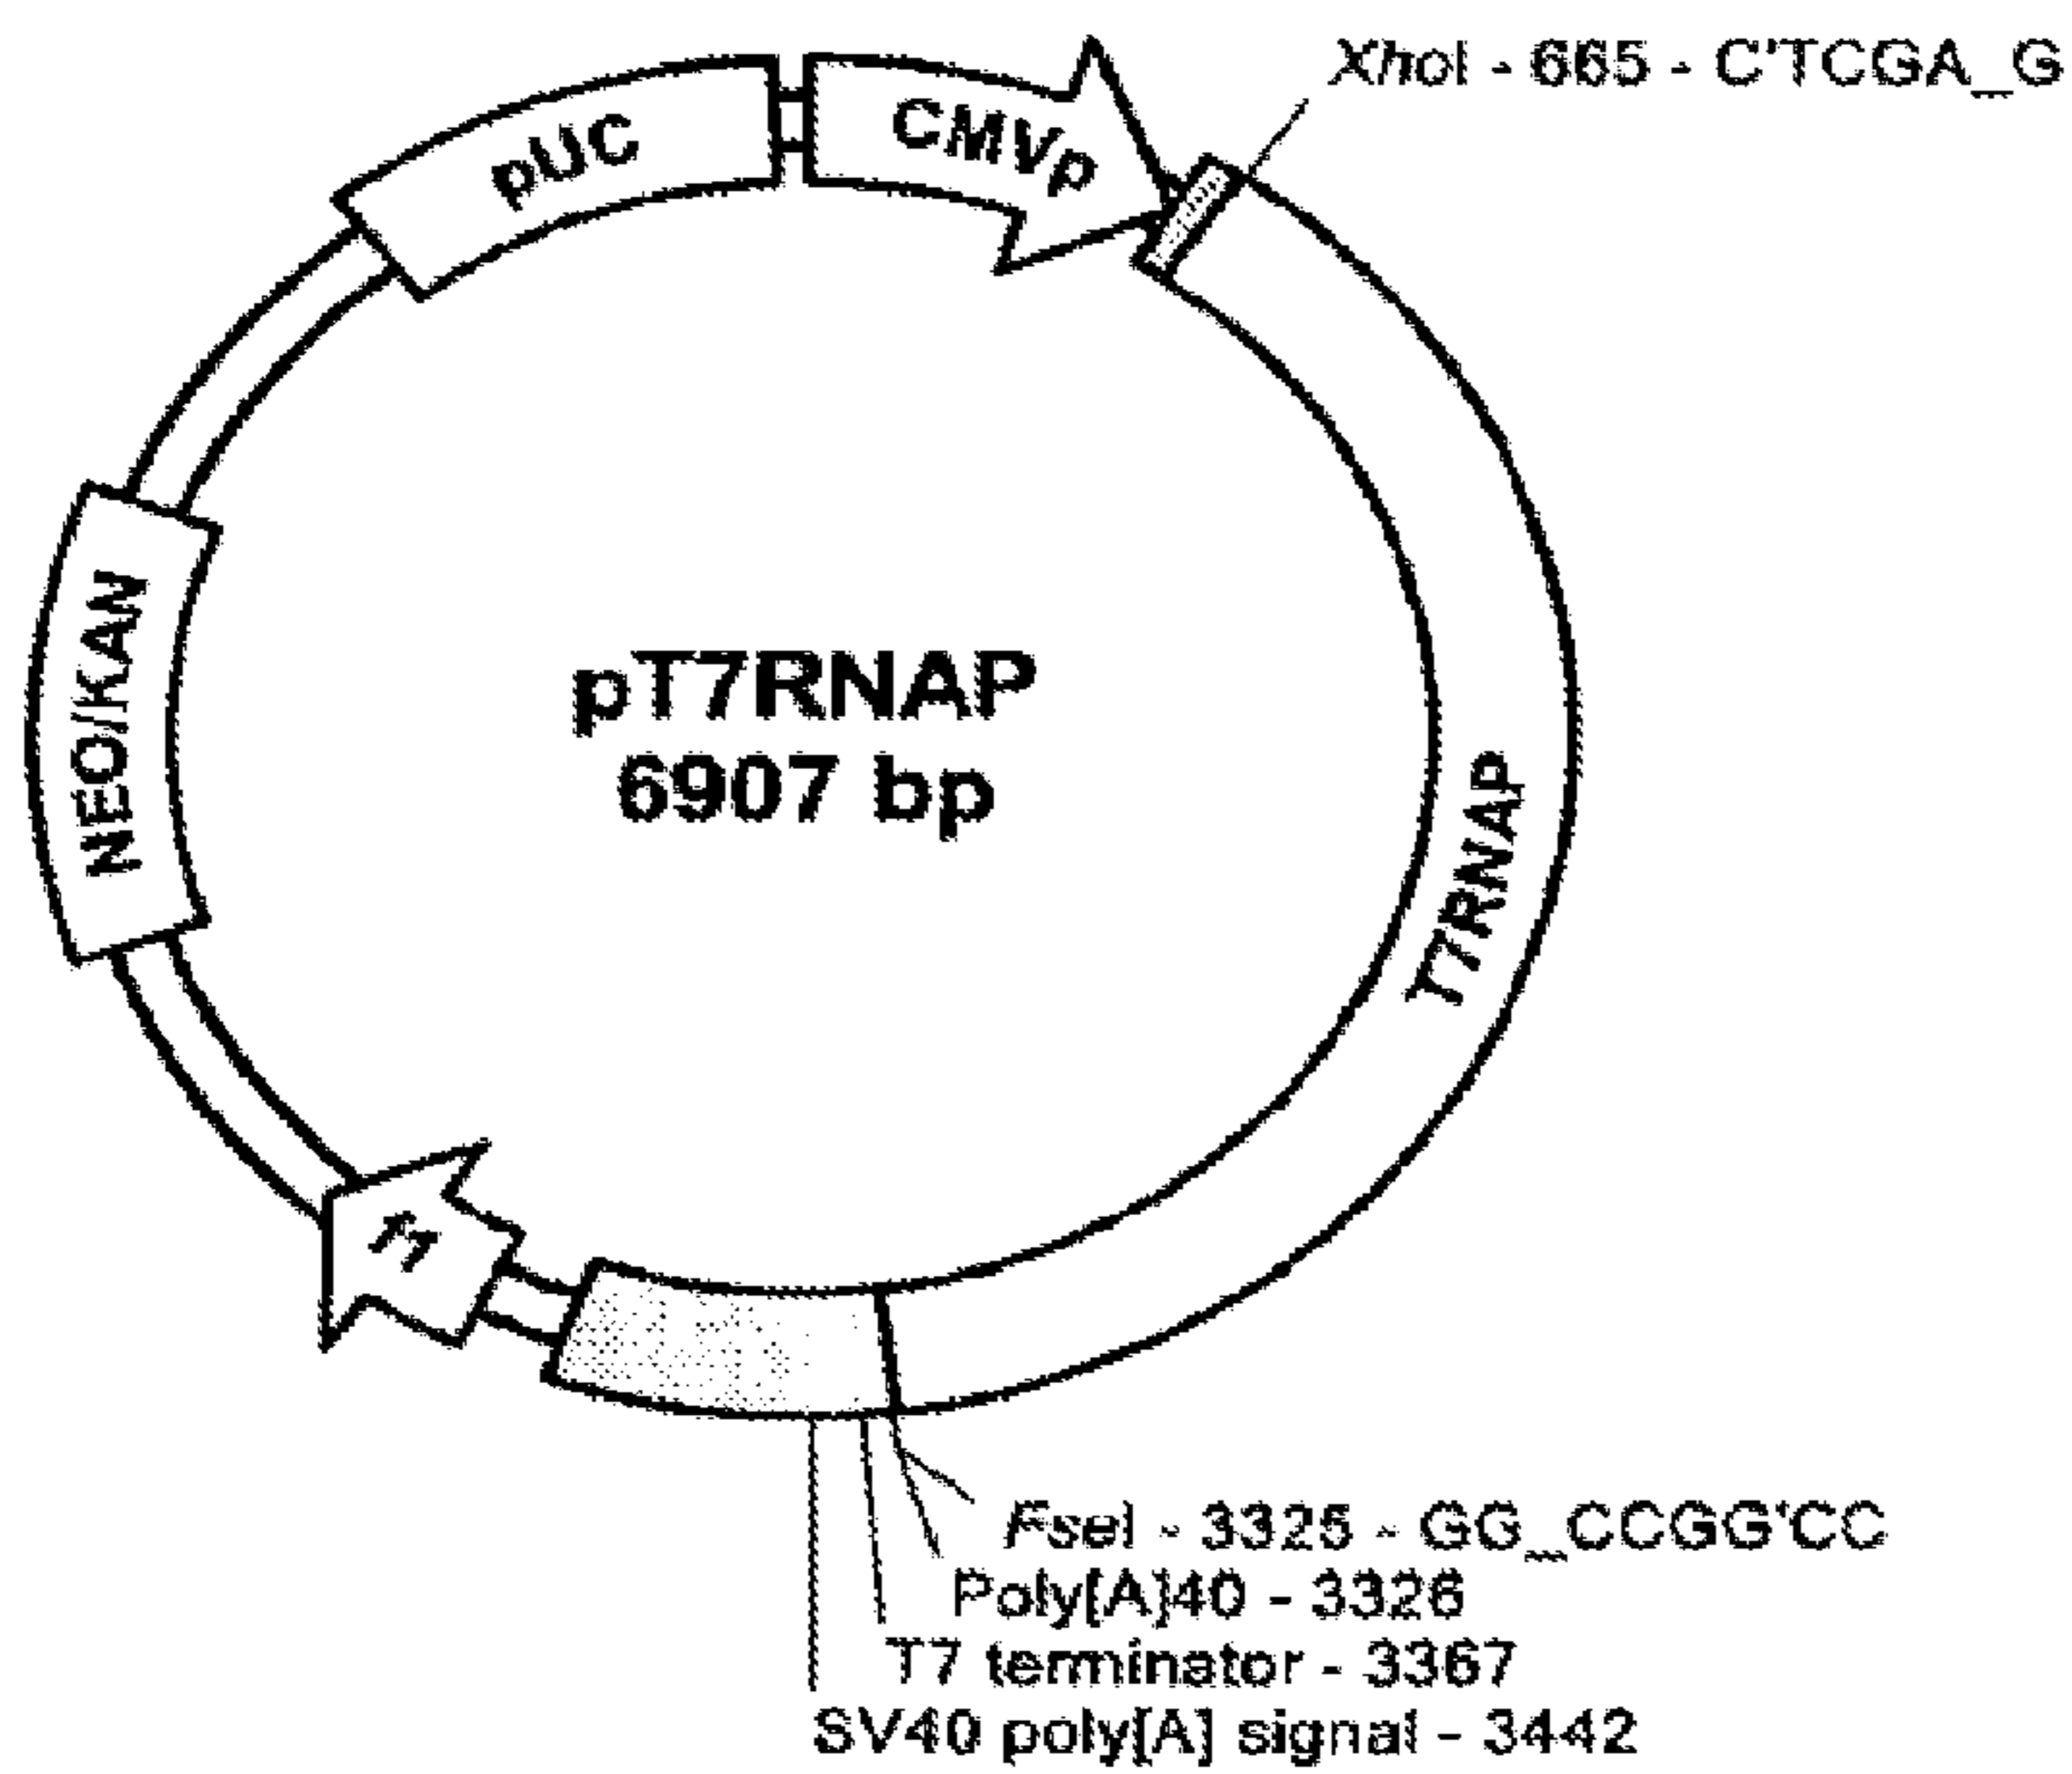 XhoI - 665 - C'TCGA_G
pUC
CMVp
NEO/KAN
pT7RNAP
6907 bp
T7RNAP
f1
FseI - 3325 - GG_CCGG'CC
Poly[A]40 - 3326
T7 terminator - 3367
SV40 poly[A] signal - 3442